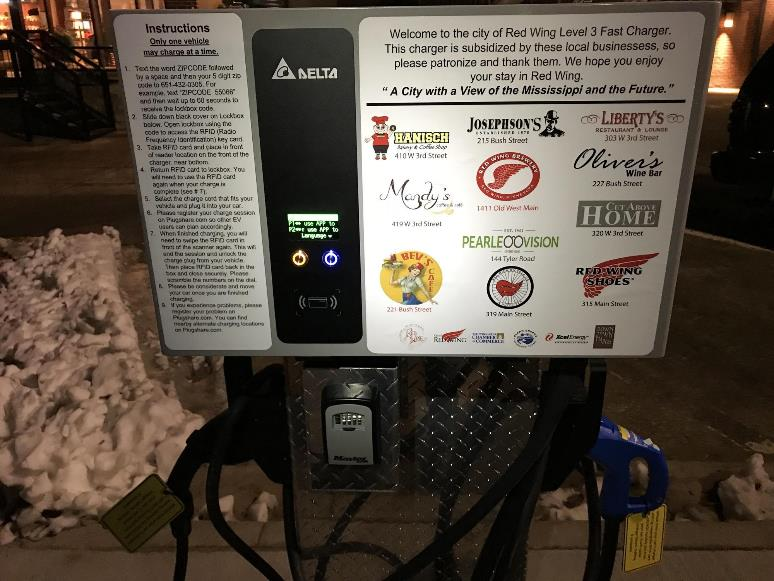 Instructions
Only one vehicle
may charge at a time.
1. Text the word ZIPCODE followed
by a space and then your 5 digit zip
code to 651-432-0305. For
example, text "ZIPCODE 55066"
and then wait up to 60 seconds to
receive the lockbox code.
2. Slide down black cover on Lockbox
below. Open lockbox using the
code to access the RFID (Radio
Frequency Identification) key card.
3. Take RFID card and place in front
of reader location on the front of the
charger, near bottom.
4. Return RFID card to lockbox. You
will need to use the RFID card
again when your charge is
complete (see # 7).
5. Select the charge cord that fits your
vehicle and plug it into your car.
6. Please register your charge session
on Plugshare.com so other EV
users can plan accordingly.
7. When finished charging, you will
need to swipe the RFID card in
front of the scanner again. This will
end the session and unlock the
charge plug from your vehicle.
Then place RFID card back in the
box and close securely. Please
scramble the numbers on the dial.
8. Please be considerate and move
your car once you are finished
charging.
9. If you experience problems, please
register your problem on
Plugshare.com. You can find
nearby alternate charging locations
on Plugshare.com.
DELTA
P1 use APP to
P2 use APP to
Language
Welcome to the city of Red Wing Level 3 Fast Charger.
This charger is subsidized by these local businessess, so
please patronize and thank them. We hope you enjoy
your stay in Red Wing.
" A City with a View of the Mississippi and the Future."
HANISCH
Bakery & Coffee Shop
410 W 3rd Street
JOSEPHSON'S
ESTABLISHED 1878
215 Bush Street
LIBERTY'S
RESTAURANT & LOUNGE
303 W 3rd Street
Mandy's
coffee & café
419 W 3rd Street
RED WING BREWERY
RED WING, MINNESOTA
1411 Old West Main
Oliver's
Wine Bar
227 Bush Street
EST. 1961
PEARLE VISION
144 Tyler Road
CUT ABOVE
HOME
320 W 3rd Street
BEV'S CAFE
221 Bush Street
319 Main Street
RED WING
SHOES
315 Main Street
RED WING
CHAMBER
OF COMMERCE
Xcel Energy
DOWN
TOWN
MAIN
Master